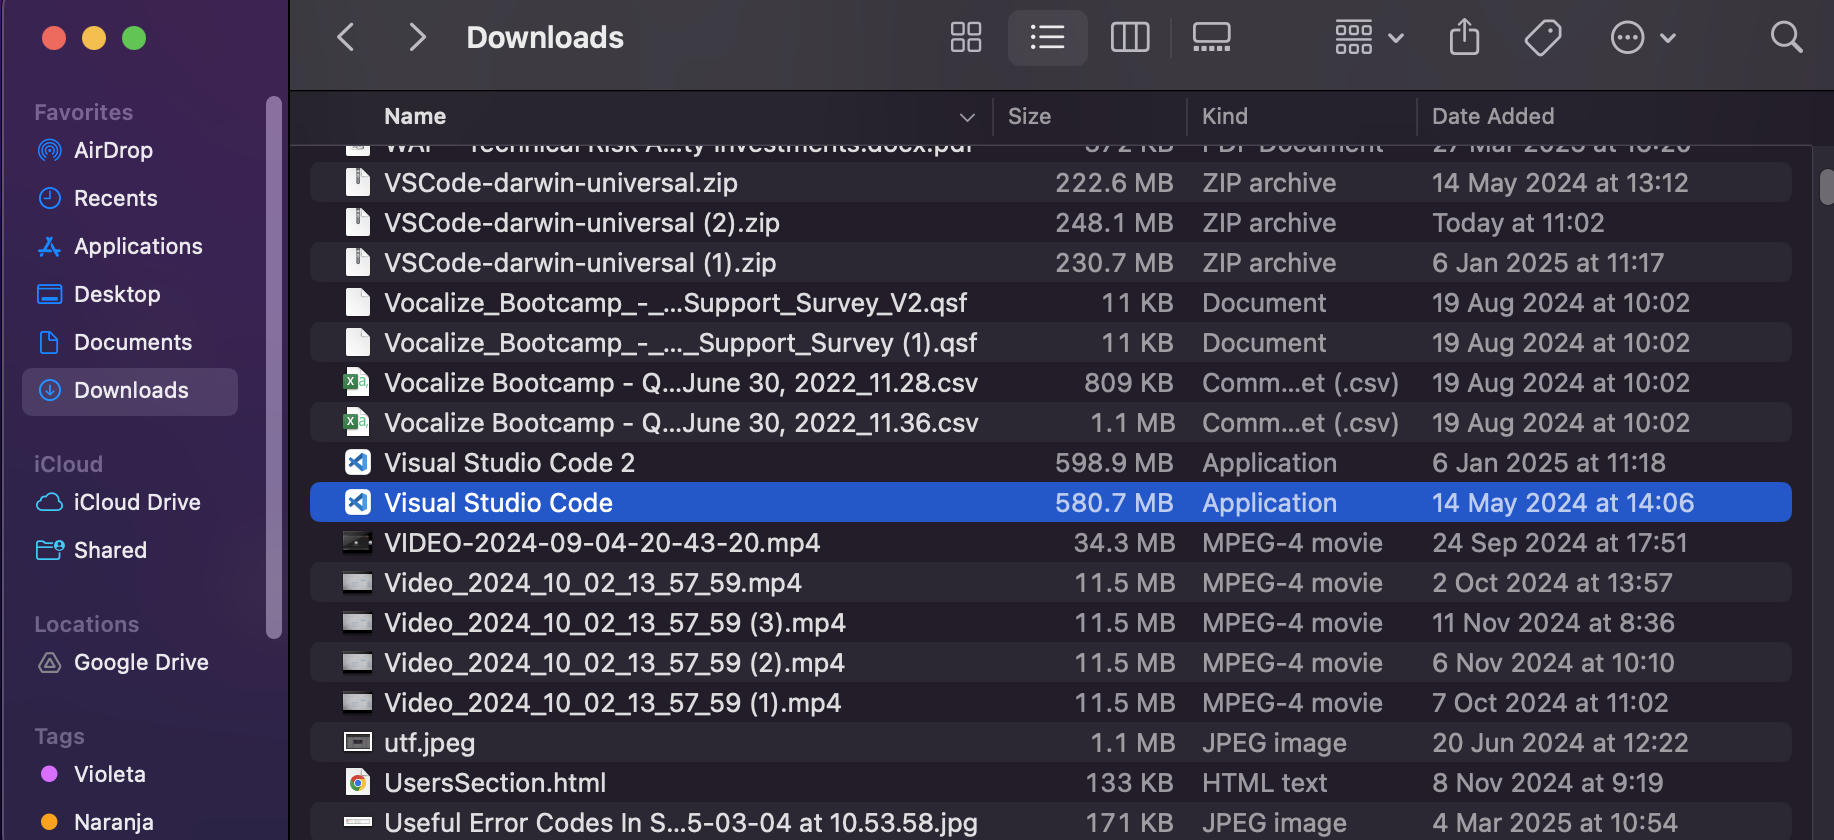 Downloads
Favorites
AirDrop
Recents
Applications
Desktop
Documents
Downloads
iCloud
iCloud Drive
Shared
Locations
Google Drive
Tags
Violeta
Naranja
Name Size Kind Date Added
VSCode-darwin-universal.zip 222.6 MB ZIP archive 14 May 2024 at 13:12
VSCode-darwin-universal (2).zip 248.1 MB ZIP archive Today at 11:02
VSCode-darwin-universal (1).zip 230.7 MB ZIP archive 6 Jan 2025 at 11:17
Vocalize_Bootcamp_-_...Support_Survey_V2.qsf 11 KB Document 19 Aug 2024 at 10:02
Vocalize_Bootcamp_-_..._Support_Survey (1).qsf 11 KB Document 19 Aug 2024 at 10:02
Vocalize Bootcamp - Q...June 30, 2022_11.28.csv 809 KB Comm...et (.csv) 19 Aug 2024 at 10:02
Vocalize Bootcamp - Q...June 30, 2022_11.36.csv 1.1 MB Comm...et (.csv) 19 Aug 2024 at 10:02
Visual Studio Code 2 598.9 MB Application 6 Jan 2025 at 11:18
Visual Studio Code 580.7 MB Application 14 May 2024 at 14:06
VIDEO-2024-09-04-20-43-20.mp4 34.3 MB MPEG-4 movie 24 Sep 2024 at 17:51
Video_2024_10_02_13_57_59.mp4 11.5 MB MPEG-4 movie 2 Oct 2024 at 13:57
Video_2024_10_02_13_57_59 (3).mp4 11.5 MB MPEG-4 movie 11 Nov 2024 at 8:36
Video_2024_10_02_13_57_59 (2).mp4 11.5 MB MPEG-4 movie 6 Nov 2024 at 10:10
Video_2024_10_02_13_57_59 (1).mp4 11.5 MB MPEG-4 movie 7 Oct 2024 at 11:02
utf.jpeg 1.1 MB JPEG image 20 Jun 2024 at 12:22
UsersSection.html 133 KB HTML text 8 Nov 2024 at 9:19
Useful Error Codes In S...5-03-04 at 10.53.58.jpg 171 KB JPEG image 4 Mar 2025 at 10:54